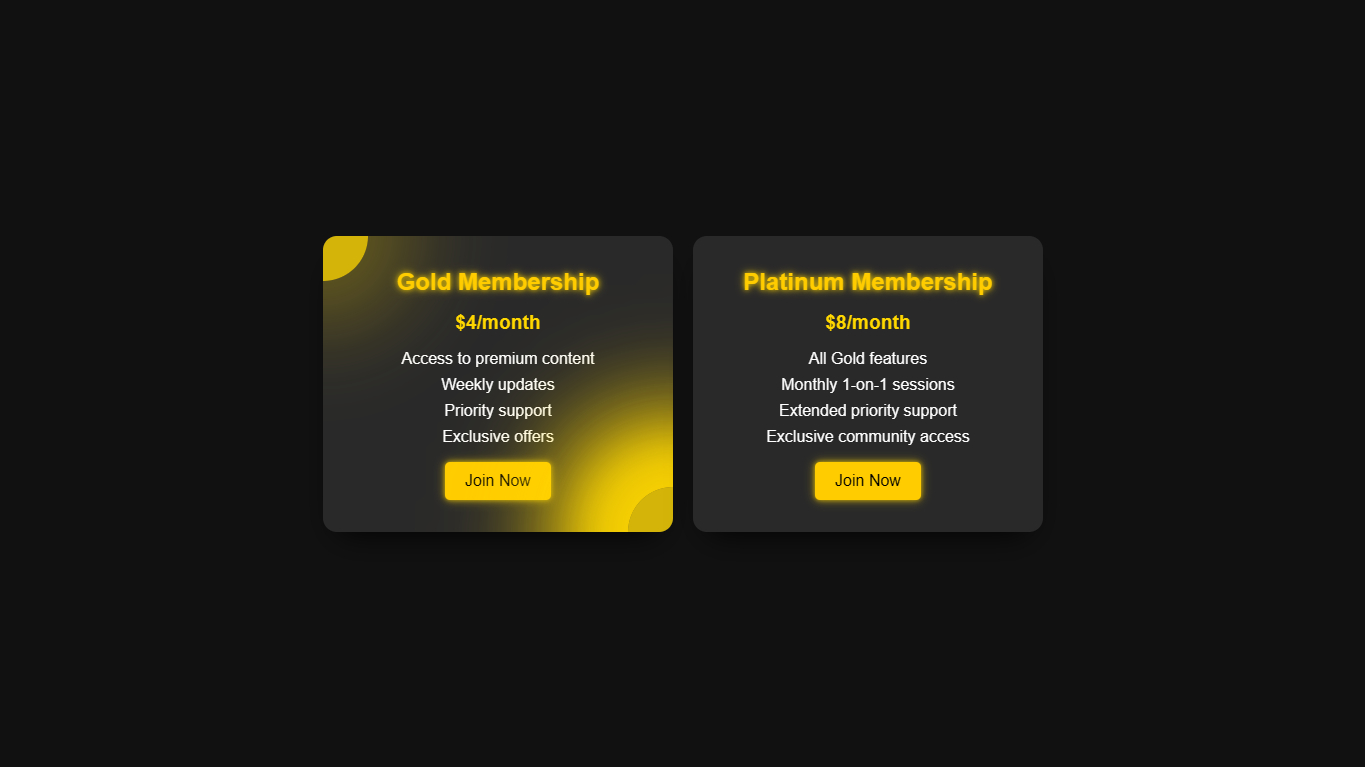 Gold Membership
$4/month
Access to premium content
Weekly updates
Priority support
Exclusive offers
Join Now
Platinum Membership
$8/month
All Gold features
Monthly 1-on-1 sessions
Extended priority support
Exclusive community access
Join Now